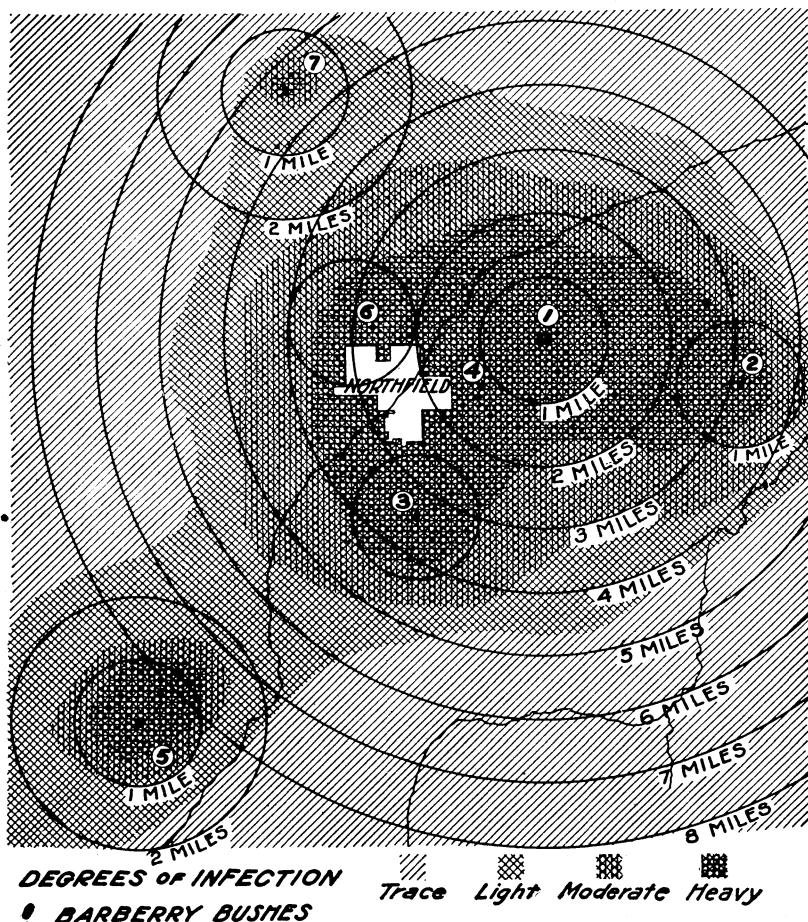 7
1 MILE
2 MILES
6
1
4
2
NORTHFIELD
1 MILE
1 MILE
2 MILES
3
3 MILES
4 MILES
5 MILES
6 MILES
5
7 MILES
1 MILE
8 MILES
2 MILES
DEGREES OF INFECTION
Trace Light Moderate Heavy
BARBERRY BUSHES